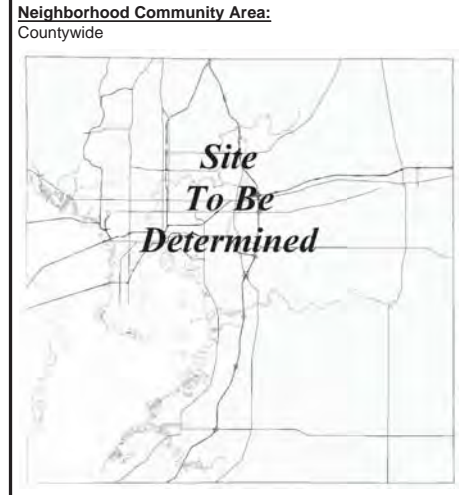 Neighborhood Community Area:
Countywide
Site
To Be
Determined